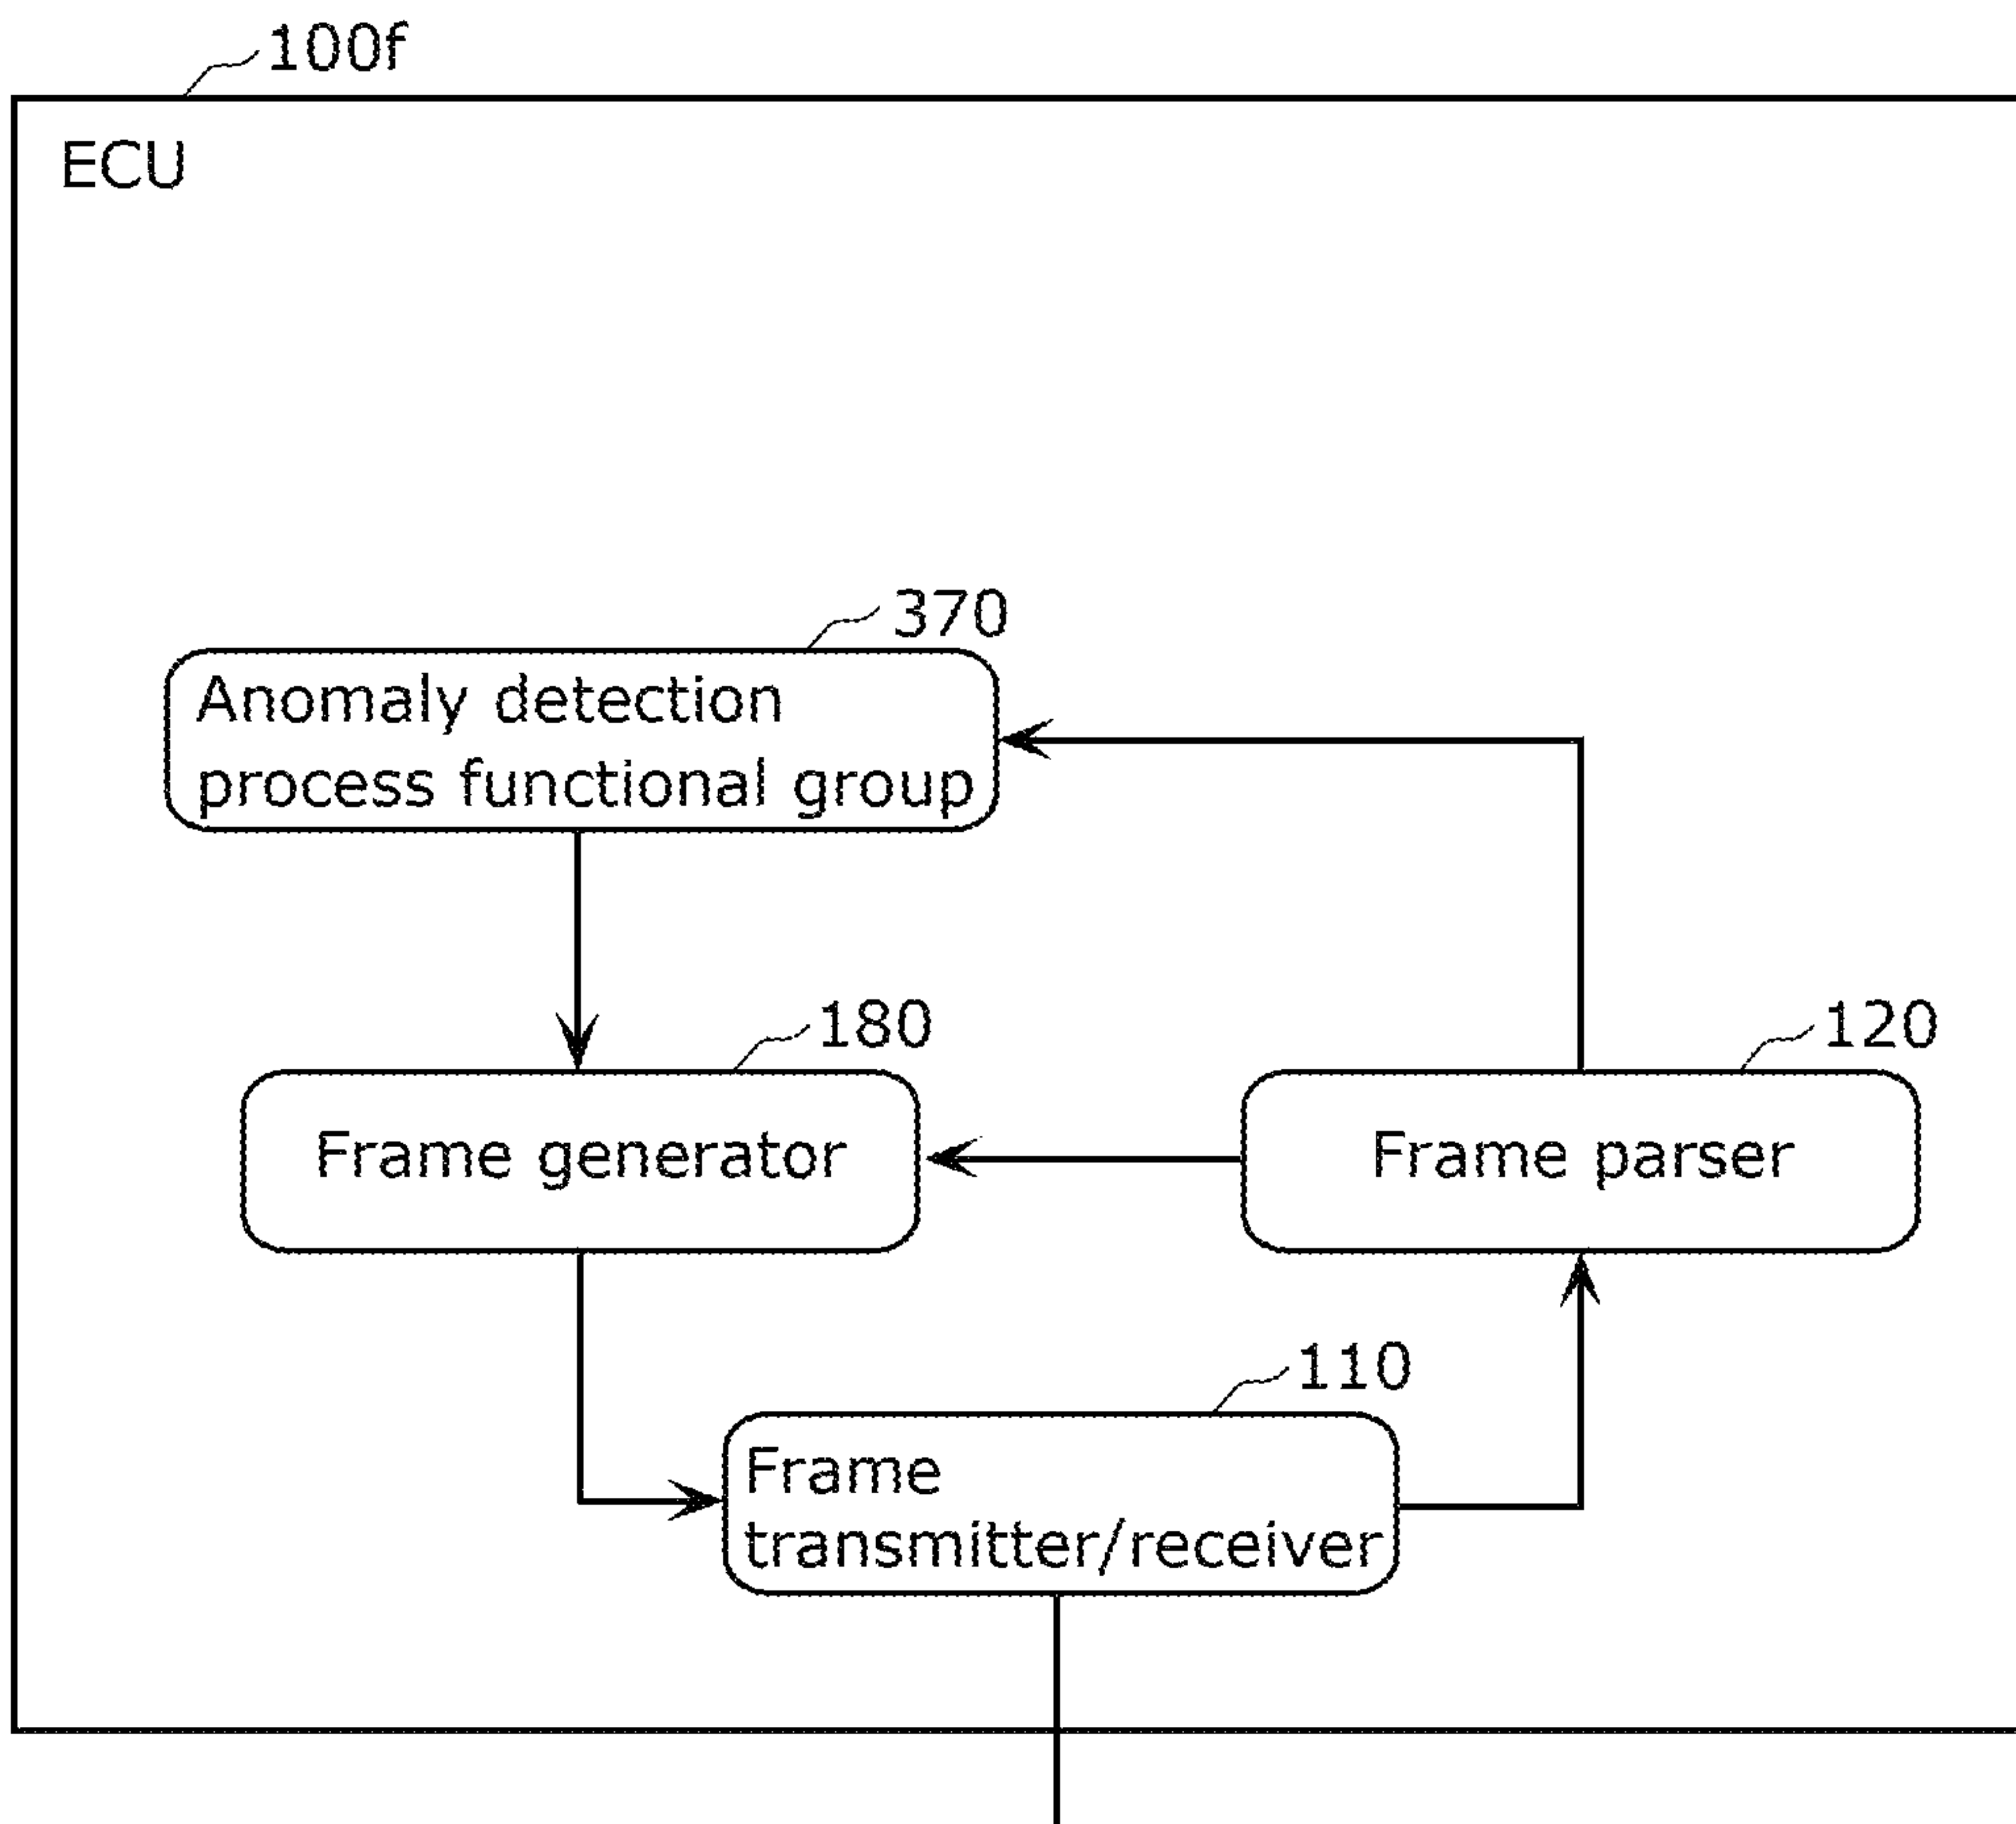 100f
ECU
370
Anomaly detection
process functional group
180
120
Frame generator
Frame parser
110
Frame
transmitter/receiver